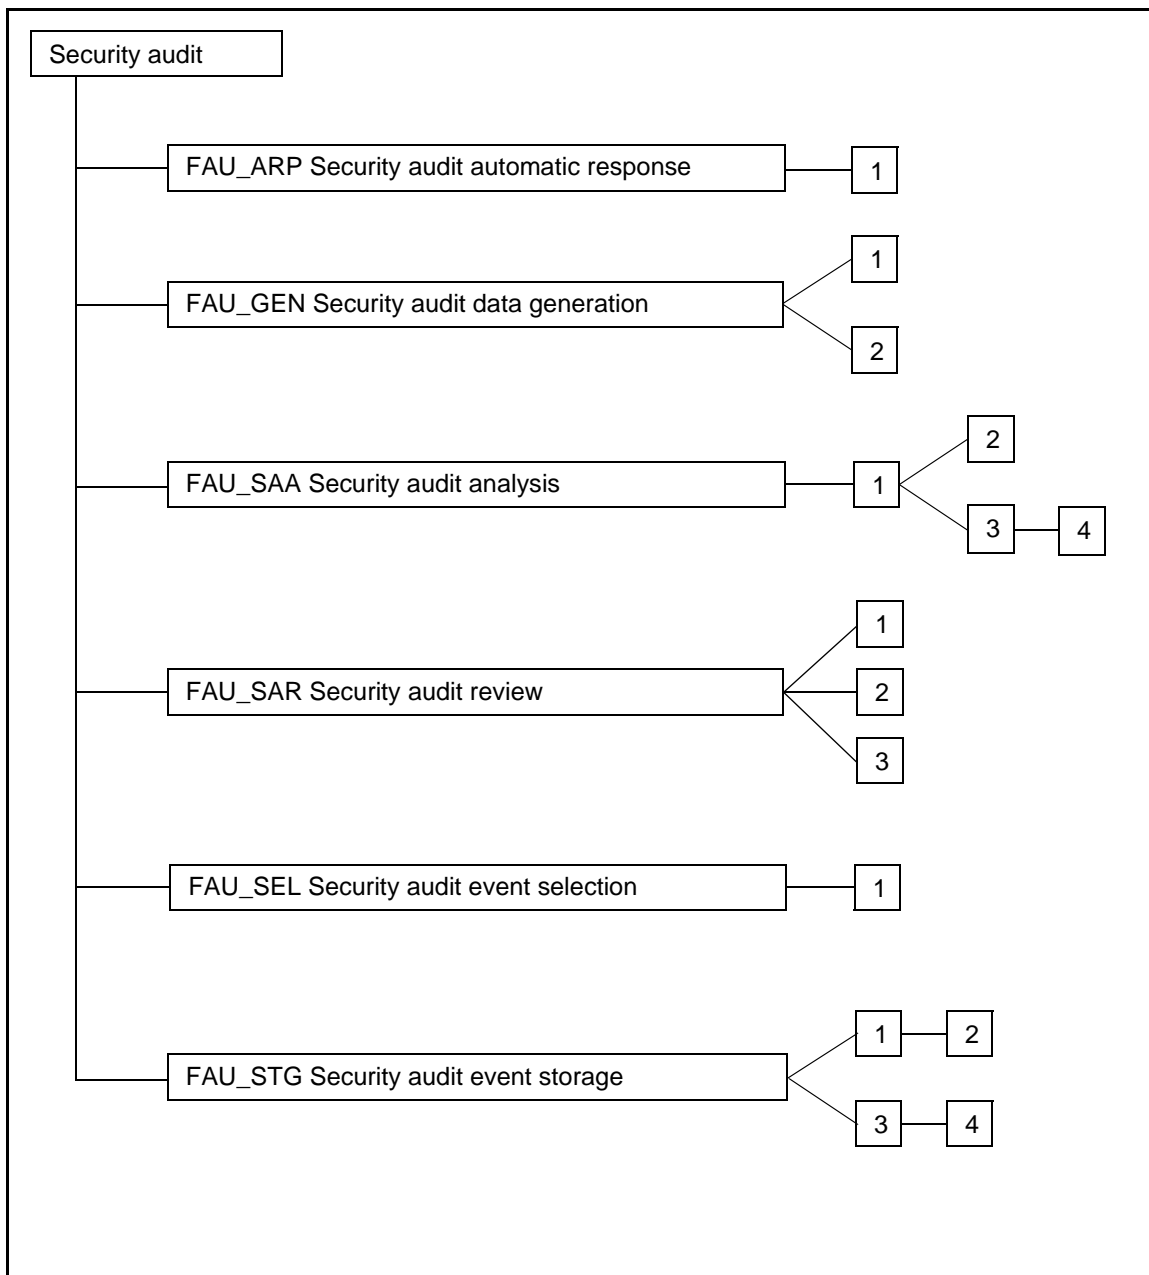 Security audit
FAU_ARP Security audit automatic response
1
1
FAU_GEN Security audit data generation
2
2
FAU_SAA Security audit analysis
1
3
4
1
FAU_SAR Security audit review
2
3
FAU_SEL Security audit event selection
1
1
2
FAU_STG Security audit event storage
3
4